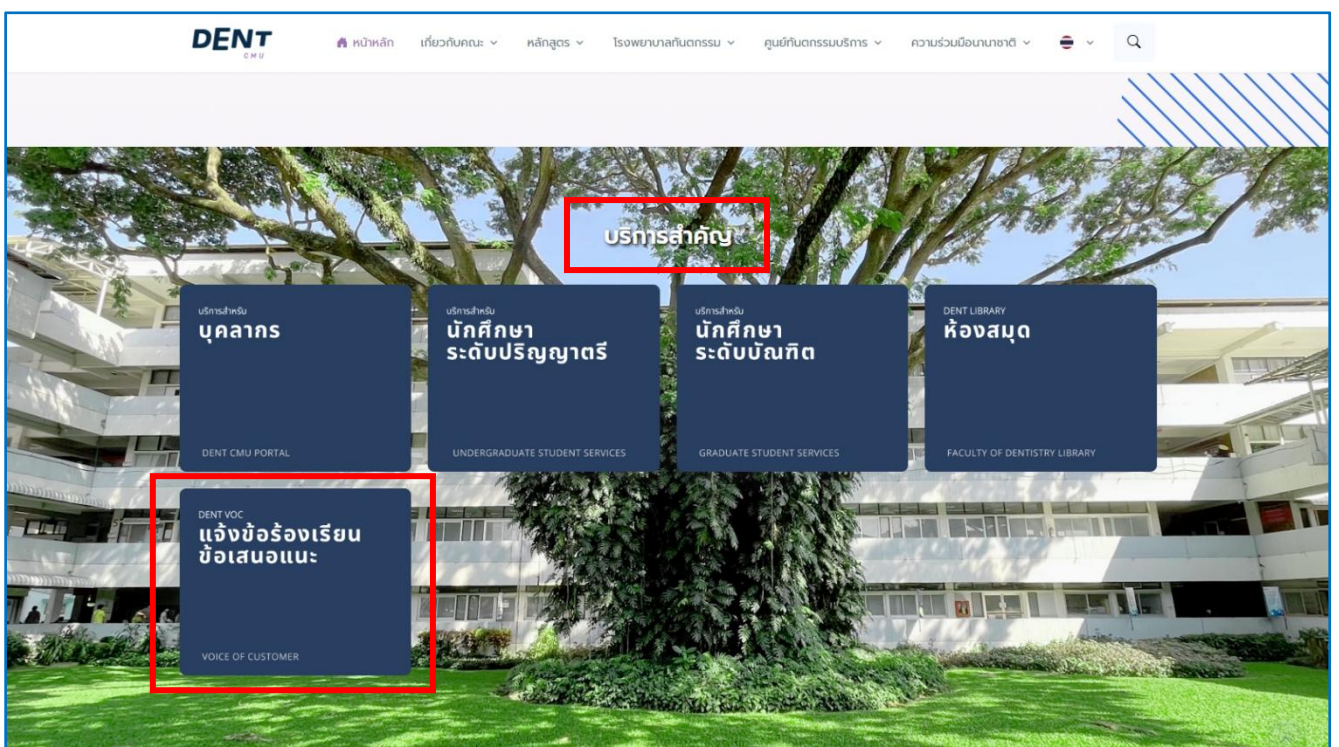 DENT
CMU
หน้าหลัก
เกี่ยวกับคณะ
หลักสูตร
โรงพยาบาลทันตกรรม
ศูนย์ทันตกรรมบริการ
ความร่วมมือนานาชาติ
บริการสำคัญ
บริการสำหรับ
บุคลากร
DENT CMU PORTAL
บริการสำหรับ
นักศึกษา
ระดับปริญญาตรี
UNDERGRADUATE STUDENT SERVICES
บริการสำหรับ
นักศึกษา
ระดับบัณฑิต
GRADUATE STUDENT SERVICES
DENT LIBRARY
ห้องสมุด
FACULTY OF DENTISTRY LIBRARY
DENT VOC
แจ้งข้อร้องเรียน
ข้อเสนอแนะ
VOICE OF CUSTOMER